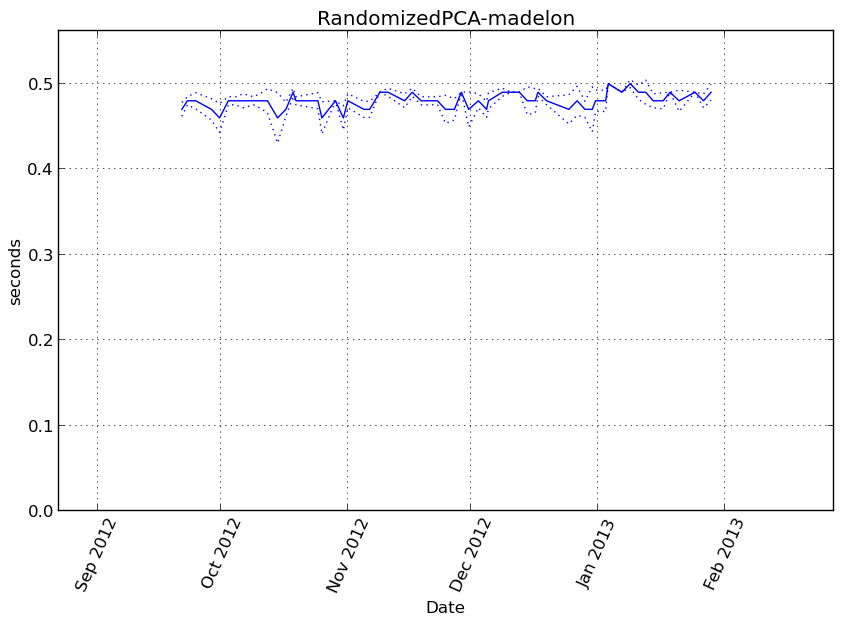 RandomizedPCA-madelon
0.5
0.4
0.3
0.2
0.1
0.0
seconds
Sep 2012
Oct 2012
Nov 2012
Dec 2012
Jan 2013
Feb 2013
Date